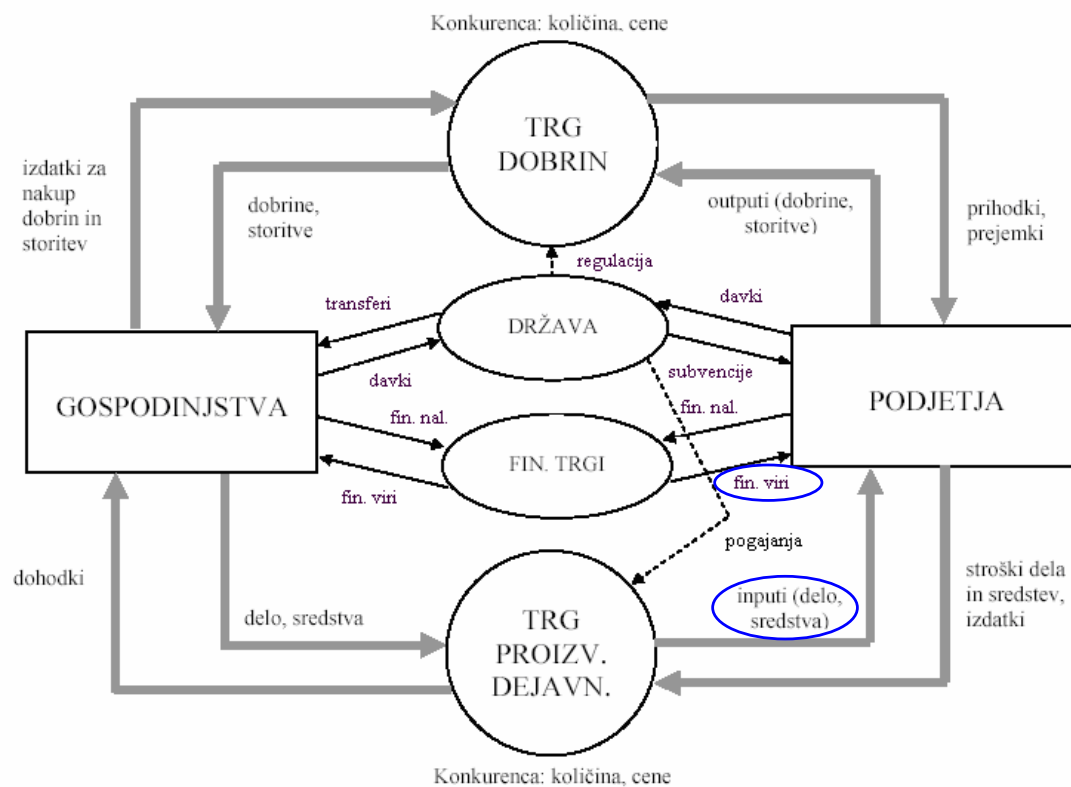 Konkurenca: količina, cene
TRG
DOBRIN
izdatki za
nakup
dobrin in
storitev
dobrine,
storitve
outputi (dobrine,
storitve)
prihodki,
prejemki
regulacija
transferi
davki
DRŽAVA
davki
subvencije
GOSPODINJSTVA
PODJETJA
fin. nal.
fin. nal.
FIN. TRGI
fin. viri
fin. viri
pogajanja
dohodki
delo, sredstva
TRG
PROIZV.
DEJAVN.
inputi (delo,
sredstva)
stroški dela
in sredstev,
izdatki
Konkurenca: količina, cene